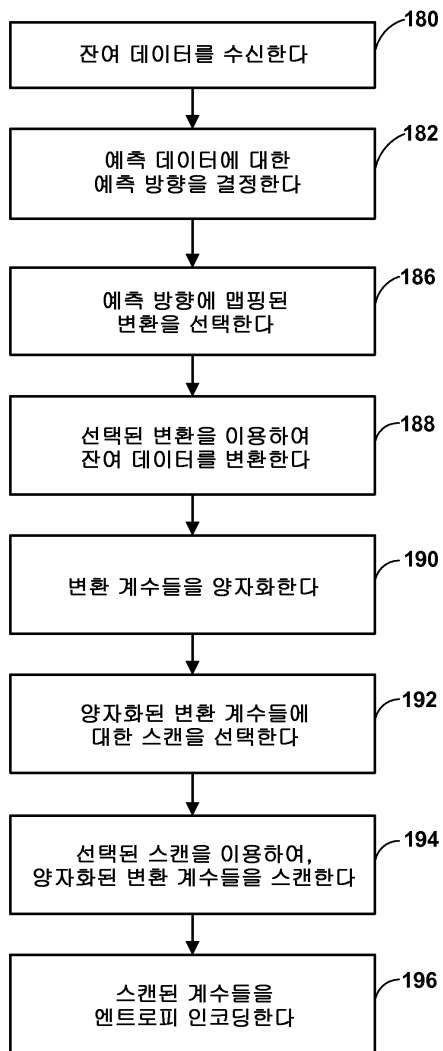 180
잔여 데이터를 수신한다
182
예측 데이터에 대한
예측 방향을 결정한다
186
예측 방향에 맵핑된
변환을 선택한다
188
선택된 변환을 이용하여
잔여 데이터를 변환한다
190
변환 계수들을 양자화한다
192
양자화된 변환 계수들에
대한 스캔을 선택한다
194
선택된 스캔을 이용하여,
양자화된 변환 계수들을 스캔한다
196
스캔된 계수들을
엔트로피 인코딩한다